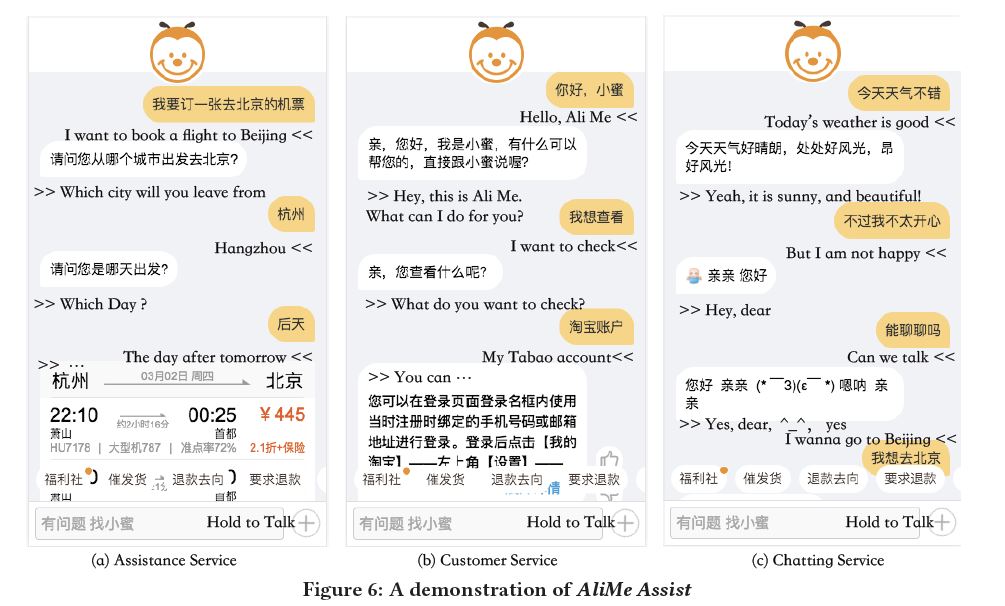 我要订一张去北京的机票
I want to book a flight to Beijing <<
请问您从哪个城市出发去北京?
>> Which city will you leave from
杭州
Hangzhou <<
请问您是哪天出发?
>> Which Day ?
后天
The day after tomorrow <<
>> ...
杭州 03月02日 周四 北京
22:10 约2小时16分 00:25 ¥445
萧山 首都
HU7178 | 大型机787 | 准点率72% 2.1折+保险
福利社 催发货 退款去向 要求退款
萧山 首都
有问题 找小蜜 Hold to Talk
(a) Assistance Service
你好，小蜜
Hello, Ali Me <<
亲，您好，我是小蜜，有什么可以
帮您的，直接跟小蜜说喔?
>> Hey, this is Ali Me.
What can I do for you?
我想查看
I want to check<<
亲，您查看什么呢?
>> What do you want to check?
淘宝账户
My Tabao account<<
>> You can ...
您可以在登录页面登录名框内使用
当时注册时绑定的手机号码或邮箱
地址进行登录。登录后点击【我的
淘宝】——左上角【设置】——
福利社 催发货 退款去向 要求退款
有问题 找小蜜 Hold to Talk
(b) Customer Service
今天天气不错
Today's weather is good <<
今天天气好晴朗，处处好风光，昂
好风光!
>> Yeah, it is sunny, and beautiful!
不过我不太开心
But I am not happy <<
亲亲 您好
>> Hey, dear
能聊聊吗
Can we talk <<
您好 亲亲 (*￣3)(ε￣*) 嗯呐 亲
亲
>> Yes, dear, ^_^, yes
I wanna go to Beijing <<
我想去北京
福利社 催发货 退款去向 要求退款
有问题 找小蜜 Hold to Talk
(c) Chatting Service
Figure 6: A demonstration of AliMe Assist